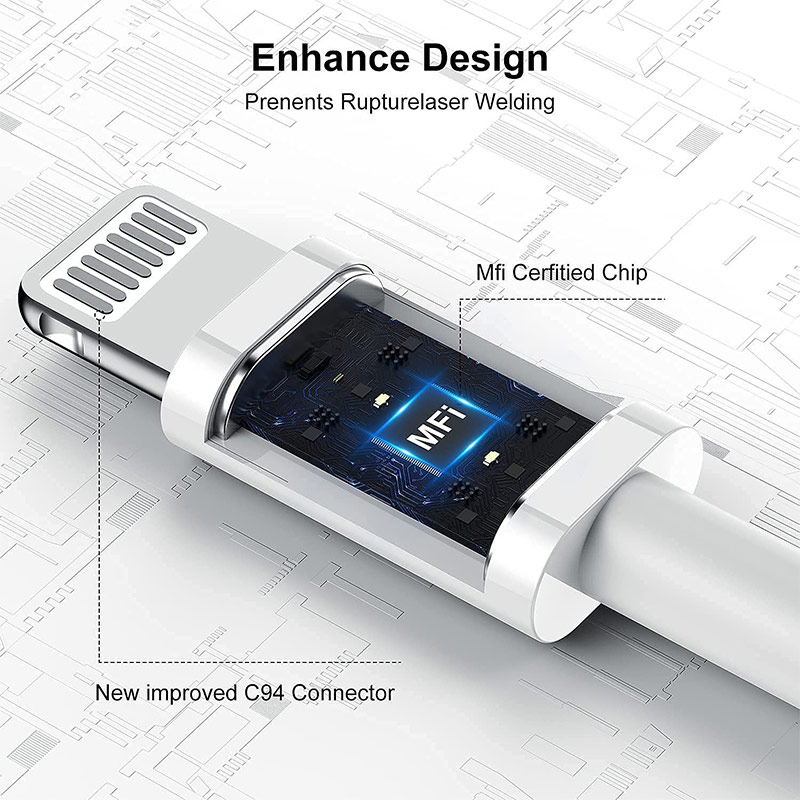 Enhance Design
Prenents Rupturelaser Welding
Mfi Cerfitied Chip
MFi
New improved C94 Connector